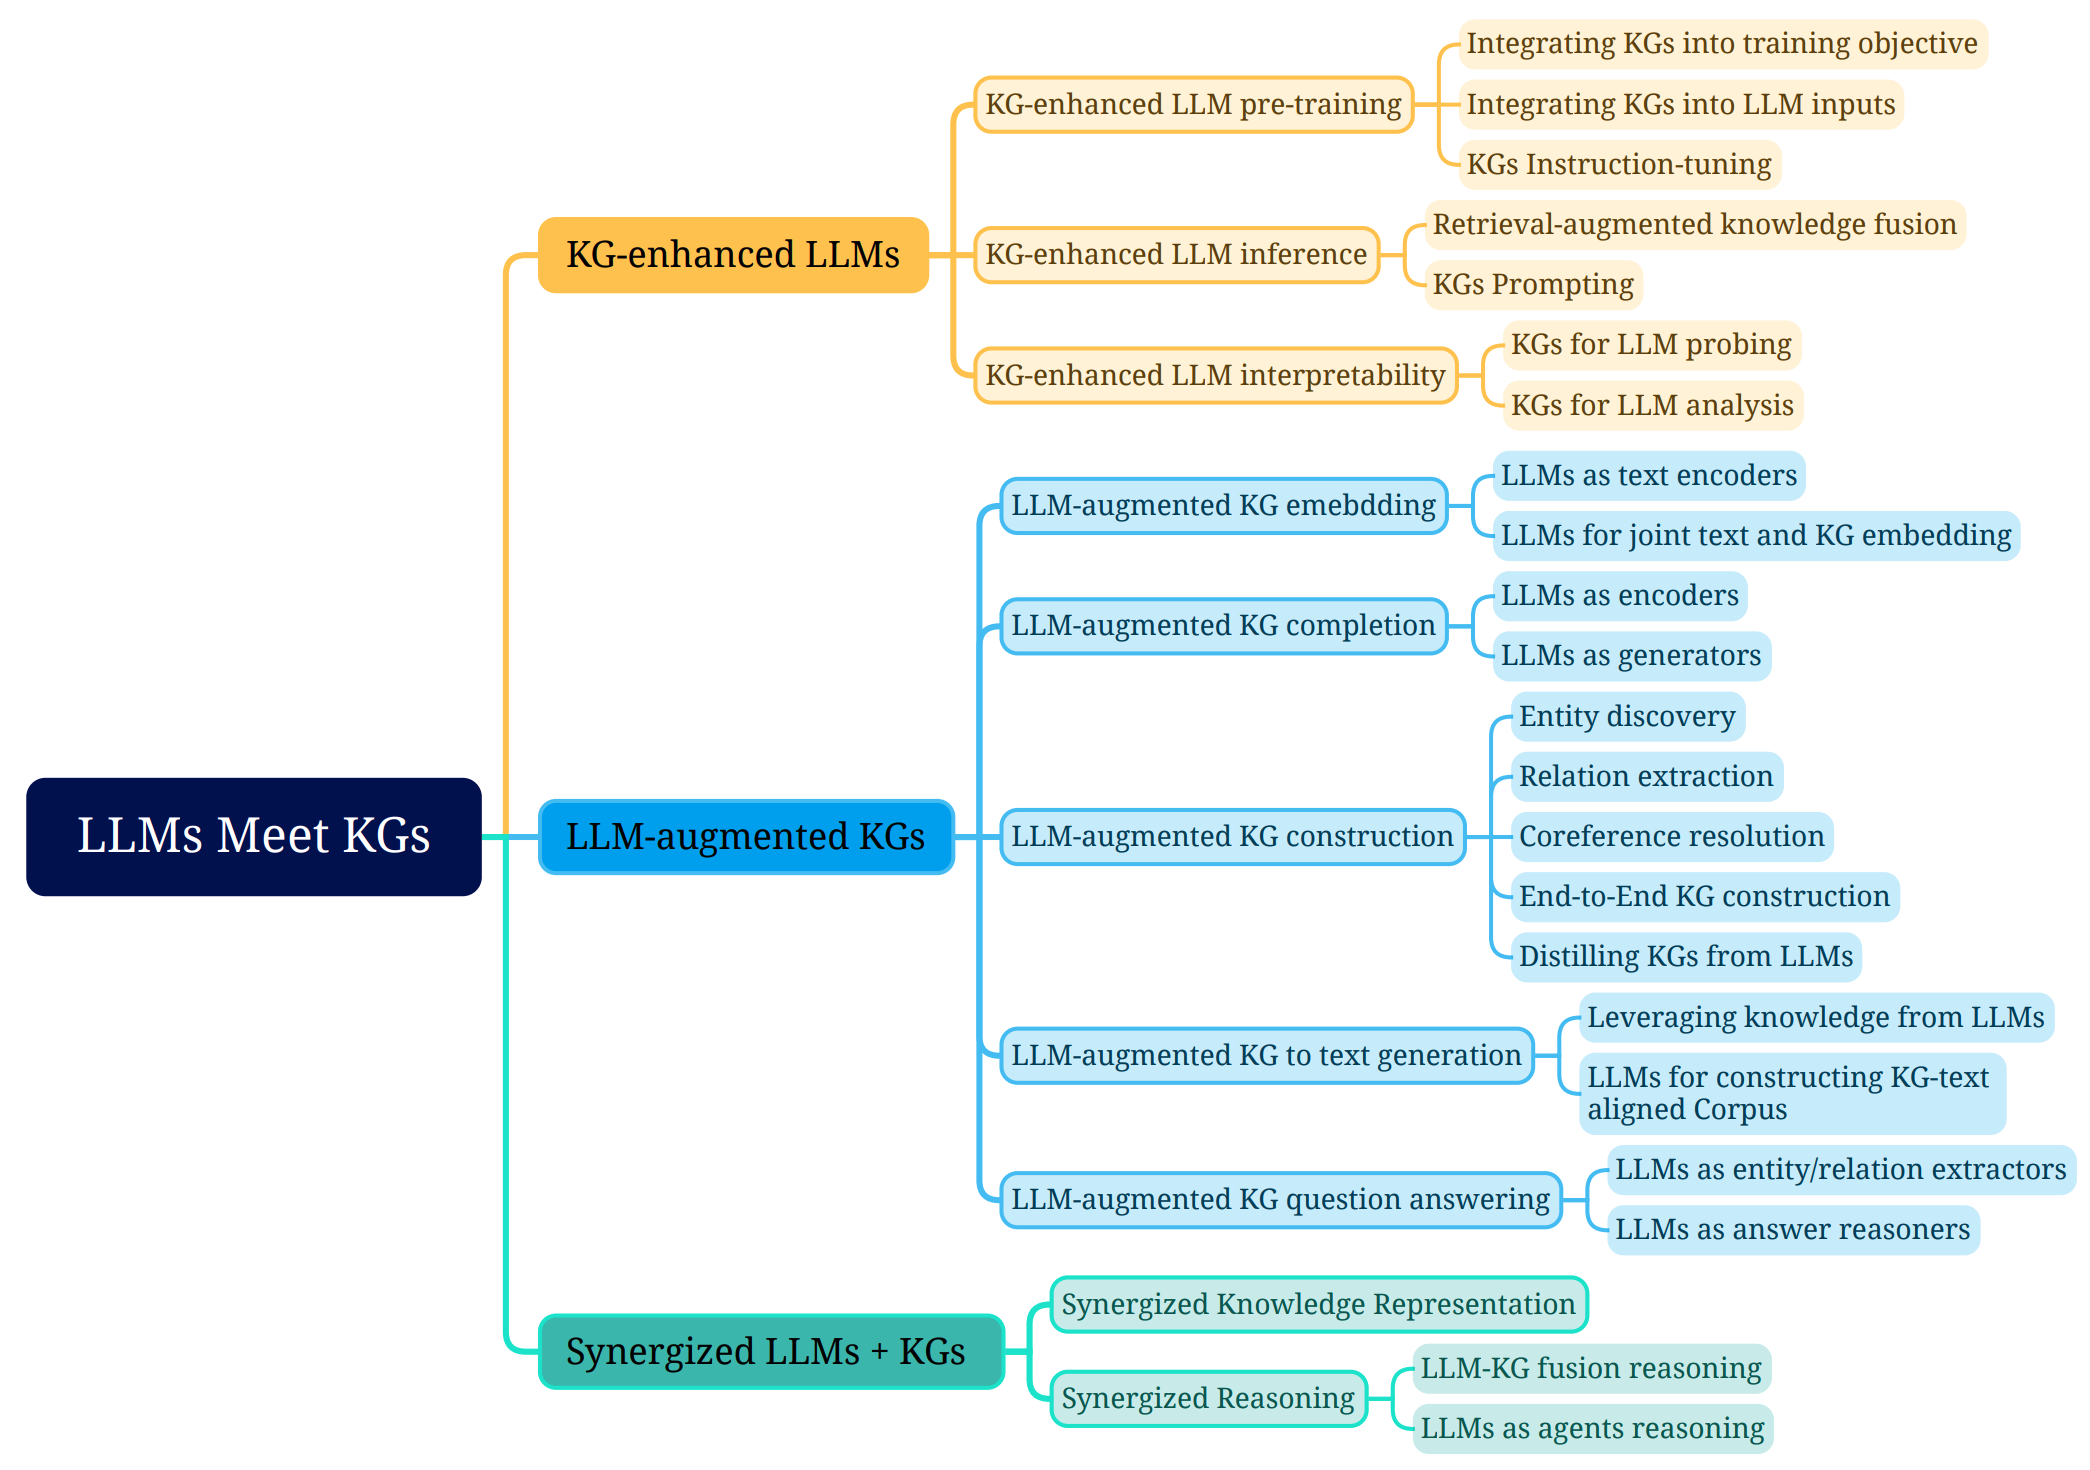 LLMs Meet KGs
KG-enhanced LLMs
KG-enhanced LLM pre-training
Integrating KGs into training objective
Integrating KGs into LLM inputs
KGs Instruction-tuning
KG-enhanced LLM inference
Retrieval-augmented knowledge fusion
KGs Prompting
KG-enhanced LLM interpretability
KGs for LLM probing
KGs for LLM analysis
LLM-augmented KGs
LLM-augmented KG emebdding
LLMs as text encoders
LLMs for joint text and KG embedding
LLM-augmented KG completion
LLMs as encoders
LLMs as generators
LLM-augmented KG construction
Entity discovery
Relation extraction
Coreference resolution
End-to-End KG construction
Distilling KGs from LLMs
LLM-augmented KG to text generation
Leveraging knowledge from LLMs
LLMs for constructing KG-text
aligned Corpus
LLM-augmented KG question answering
LLMs as entity/relation extractors
LLMs as answer reasoners
Synergized LLMs + KGs
Synergized Knowledge Representation
Synergized Reasoning
LLM-KG fusion reasoning
LLMs as agents reasoning